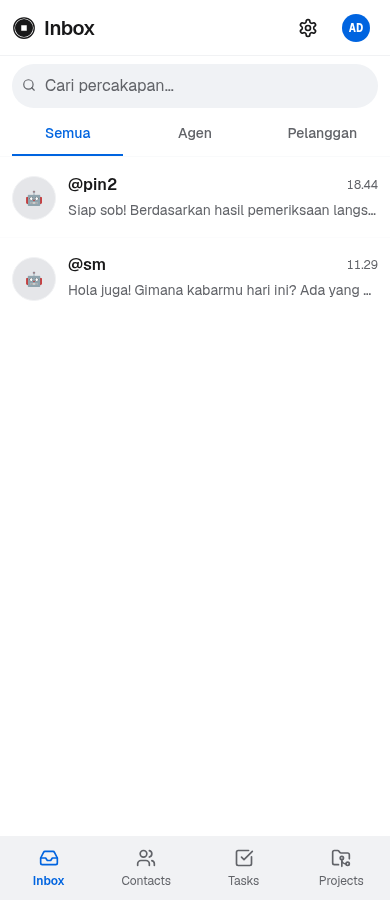 Inbox
AD
Cari percakapan...
Semua
Agen
Pelanggan
@pin2
18.44
Siap sob! Berdasarkan hasil pemeriksaan langs...
@sm
11.29
Hola juga! Gimana kabarmu hari ini? Ada yang ...
Inbox
Contacts
Tasks
Projects